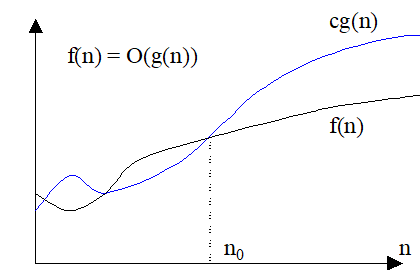 cg(n)
f(n) = O(g(n))
f(n)
n₀
n